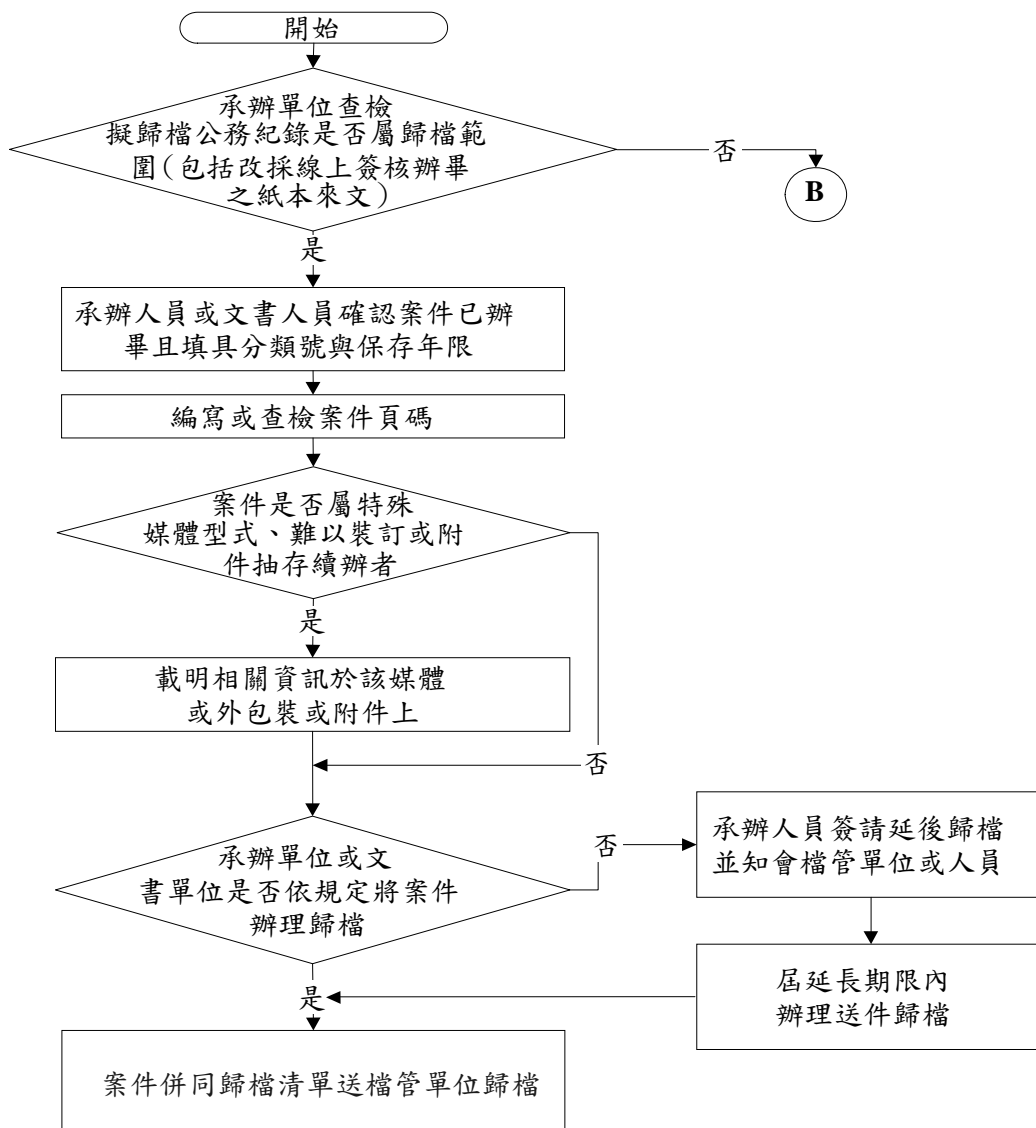 開始
承辦單位查檢
擬歸檔公務紀錄是否屬歸檔範
圍(包括改採線上簽核辦畢
之紙本來文)
否
B
是
承辦人員或文書人員確認案件已辦
畢且填具分類號與保存年限
編寫或查檢案件頁碼
案件是否屬特殊
媒體型式、難以裝訂或附
件抽存續辦者
是
載明相關資訊於該媒體
或外包裝或附件上
否
承辦單位或文
書單位是否依規定將案件
辦理歸檔
否
承辦人員簽請延後歸檔
並知會檔管單位或人員
屆延長期限內
辦理送件歸檔
是
案件併同歸檔清單送檔管單位歸檔